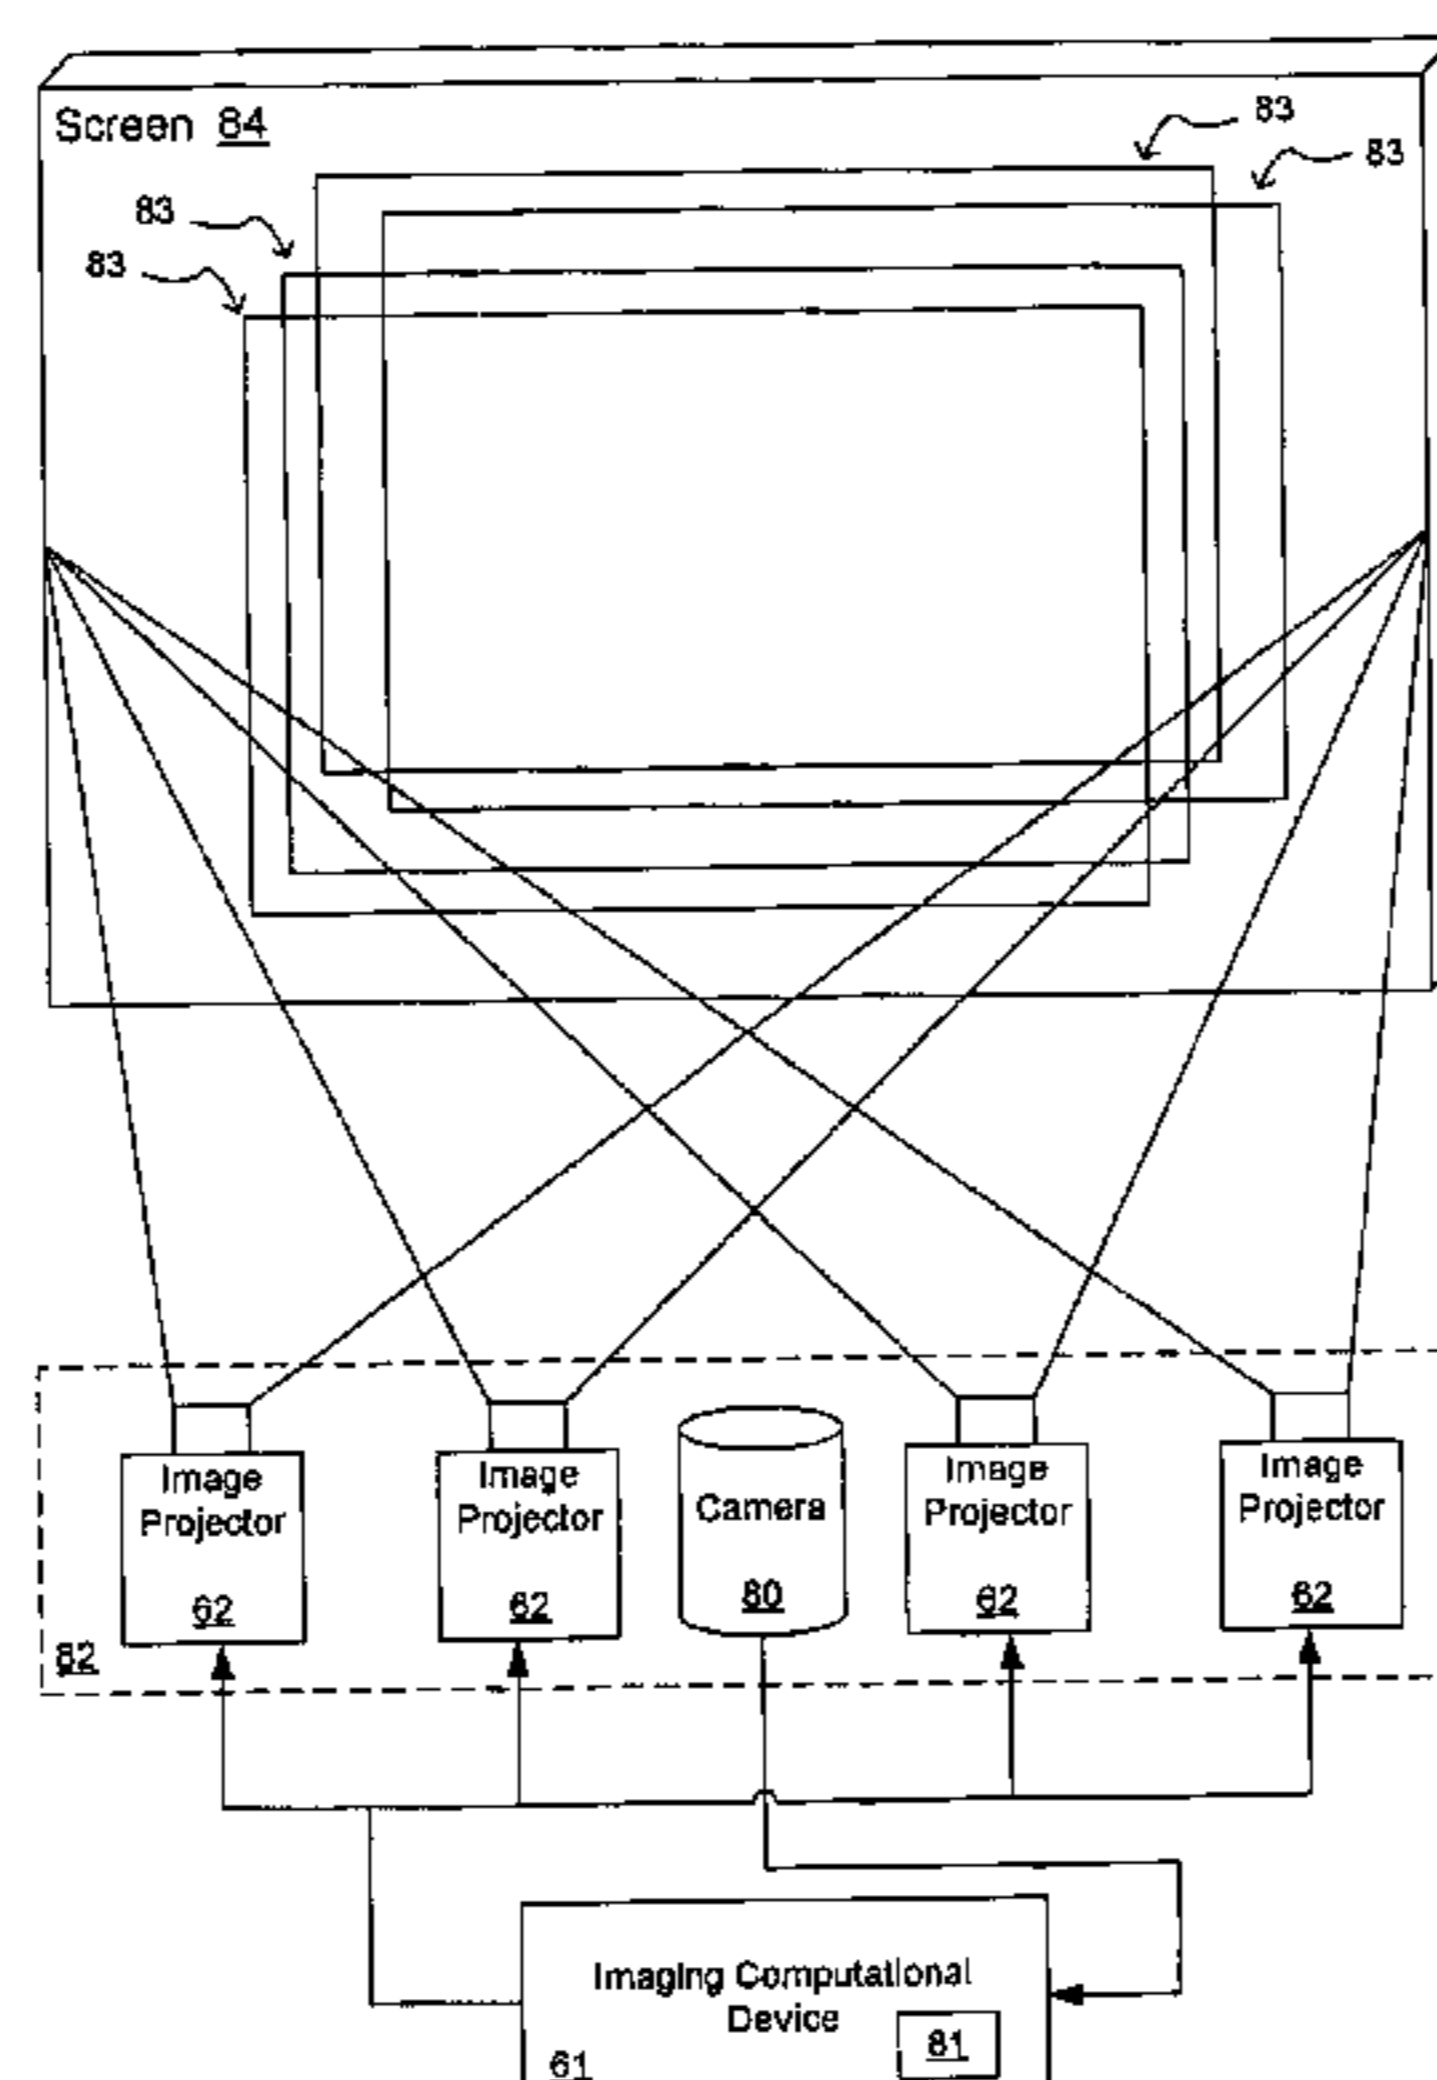 Screen 84
83
83
83
83
Image Projector 62
Image Projector 62
Camera 80
Image Projector 62
Image Projector 62
82
Imaging Computational
Device
81
61